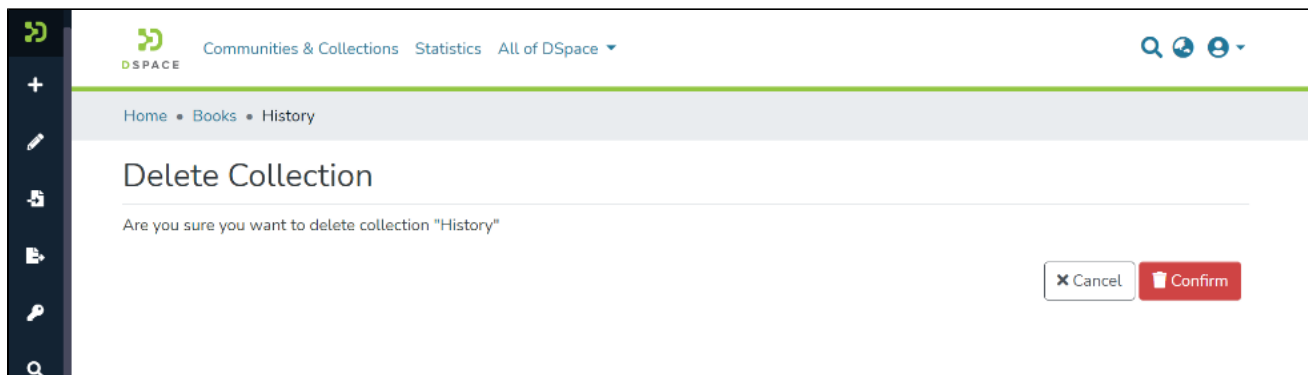 DSPACE
Communities & Collections Statistics All of DSpace
Home • Books • History
Delete Collection
Are you sure you want to delete collection "History"
Cancel Confirm